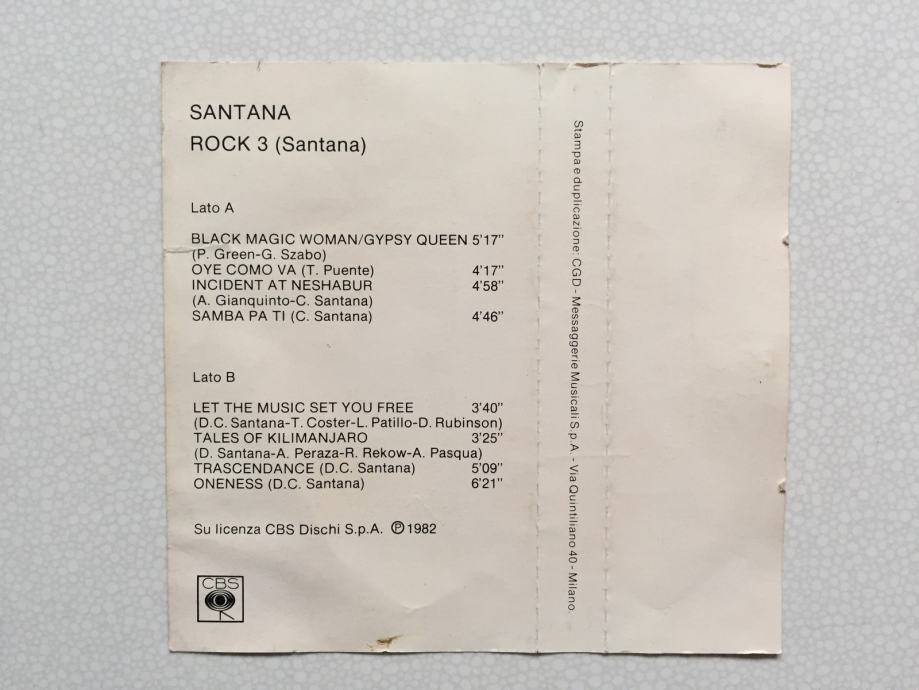 SANTANA
ROCK 3 (Santana)
Lato A
BLACK MAGIC WOMAN/GYPSY QUEEN 5'17"
(P. Green-G. Szabo)
OYE COMO VA (T. Puente) 4'17"
INCIDENT AT NESHABUR 4'58"
(A. Gianquinto-C. Santana)
SAMBA PA TI (C. Santana) 4'46"
Lato B
LET THE MUSIC SET YOU FREE 3'40"
(D.C. Santana-T. Coster-L. Patillo-D. Rubinson)
TALES OF KILIMANJARO 3'25"
(D. Santana-A. Peraza-R. Rekow-A. Pasqua)
TRASCENDANCE (D.C. Santana) 5'09"
ONENESS (D.C. Santana) 6'21"
Su licenza CBS Dischi S.p.A. ℗ 1982
CBS
Stampa e duplicazione: CGD - Messaggerie Musicali S.p.A. - Via Quintiliano 40 - Milano.